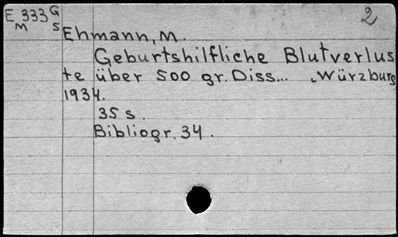 E 333 G 2
M S
Ehmann, M.
Geburtshilfliche Blutverlus
te über 500 gr. Diss... Würzburg
1934.
35 s.
Bibliogr. 34.